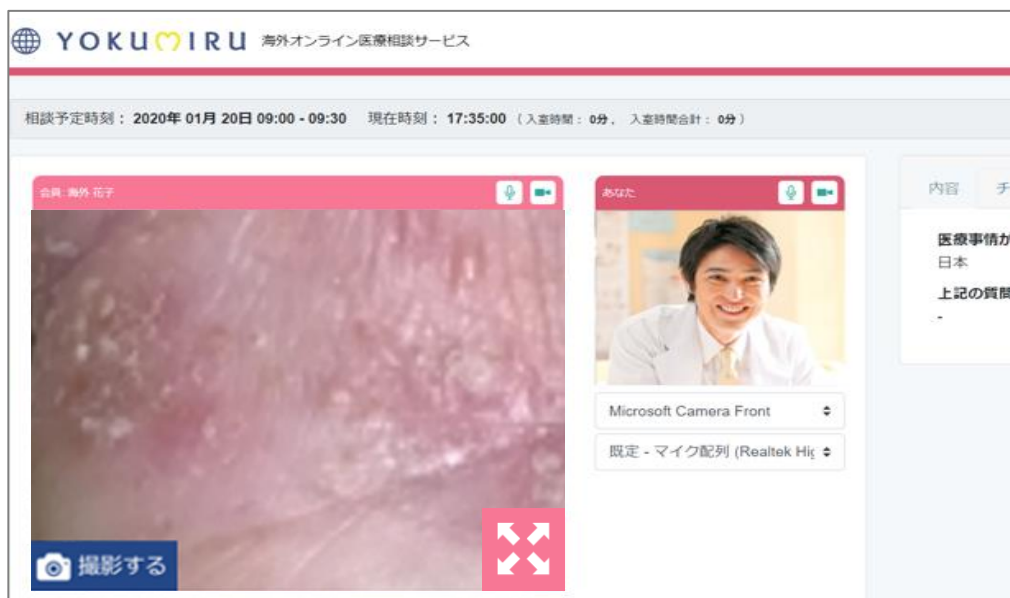 YOKUMIRU 海外オンライン医療相談サービス
相談予定時刻： 2020年 01月 20日 09:00 - 09:30 現在時刻： 17:35:00 （ 入室時間： 0分 , 入室時間合計： 0分 ）
会員: 海外 花子
あなた
内容 チ
医療事情が
日本
上記の質問
-
Microsoft Camera Front
既定 - マイク配列 (Realtek Hig
撮影する